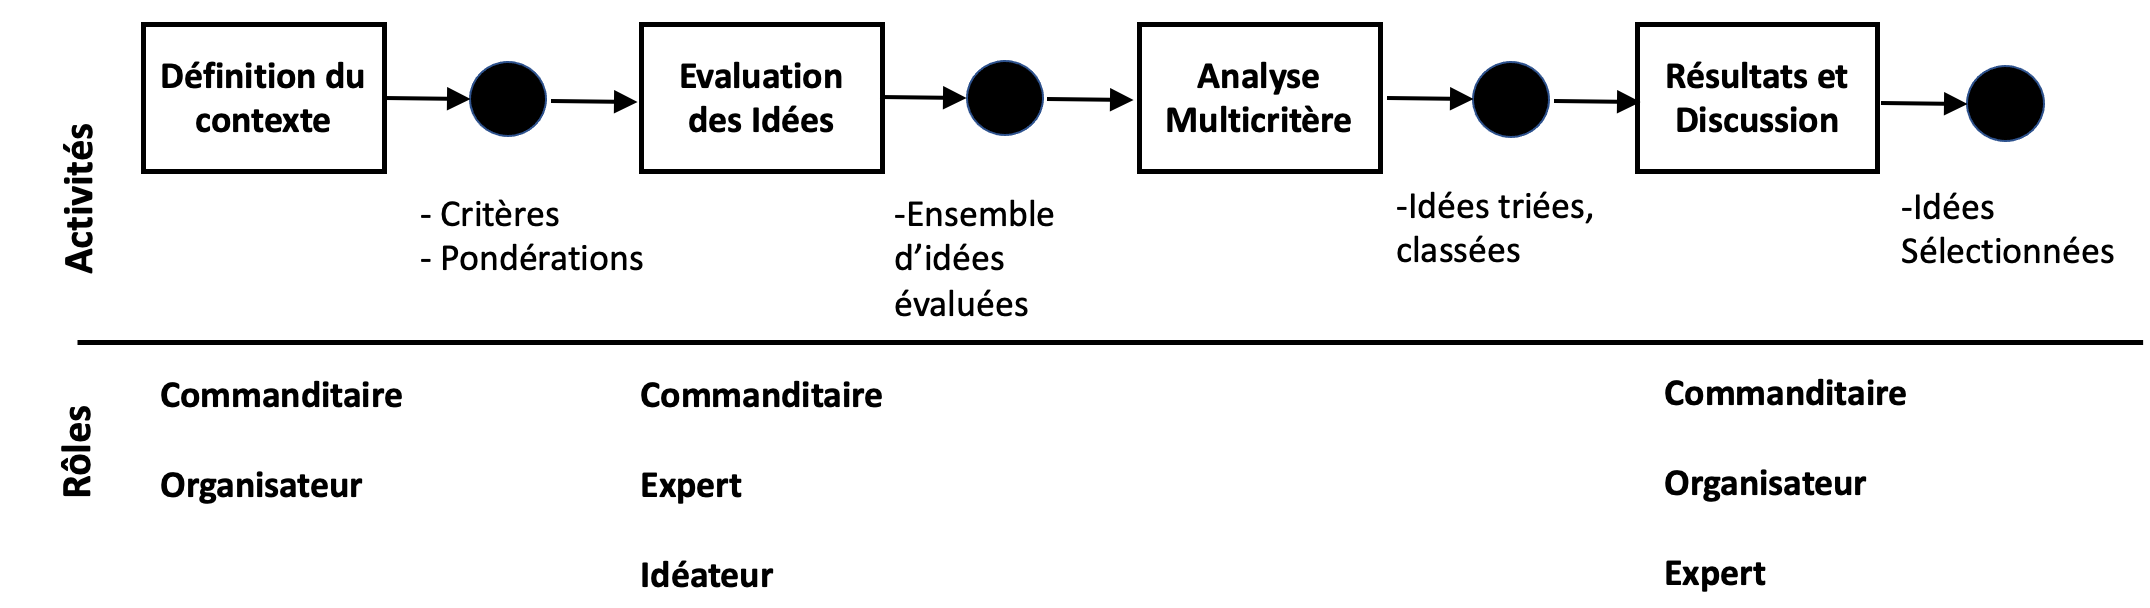 Activités
Définition du
contexte
Evaluation
des Idées
Analyse
Multicritère
Résultats et
Discussion
- Critères
- Pondérations
-Ensemble
d’idées
évaluées
-Idées triées,
classées
-Idées
Sélectionnées
Rôles
Commanditaire
Organisateur
Commanditaire
Expert
Idéateur
Commanditaire
Organisateur
Expert